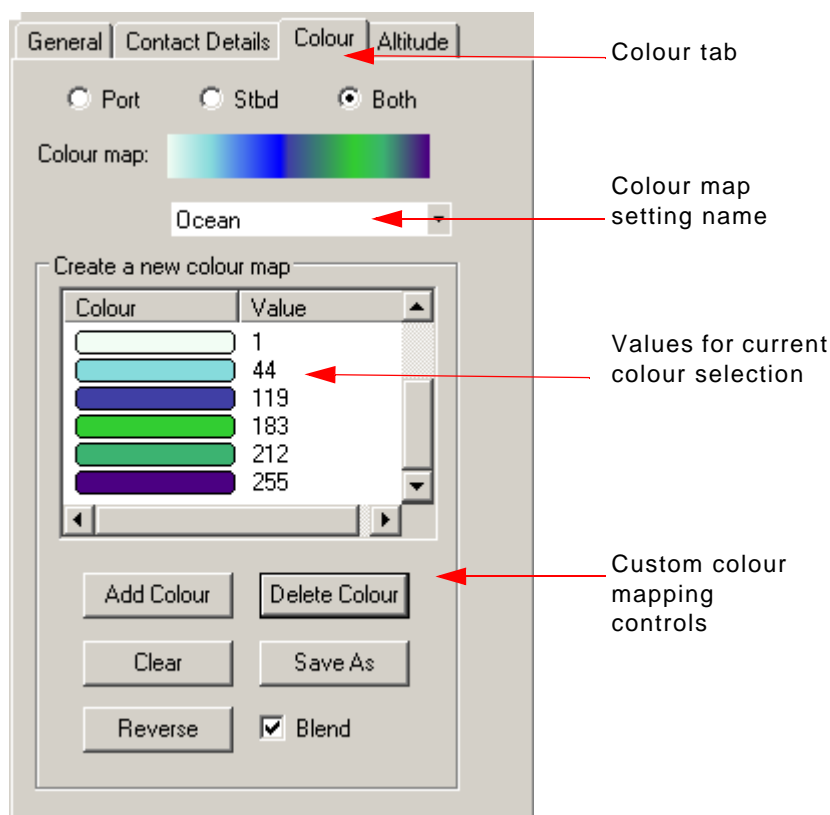 General Contact Details Colour Altitude
Colour tab
Port Stbd Both
Colour map:
Colour map
setting name
Ocean
Create a new colour map
Colour Value
1
44
119
183
212
255
Values for current
colour selection
Add Colour Delete Colour
Clear Save As
Reverse Blend
Custom colour
mapping
controls